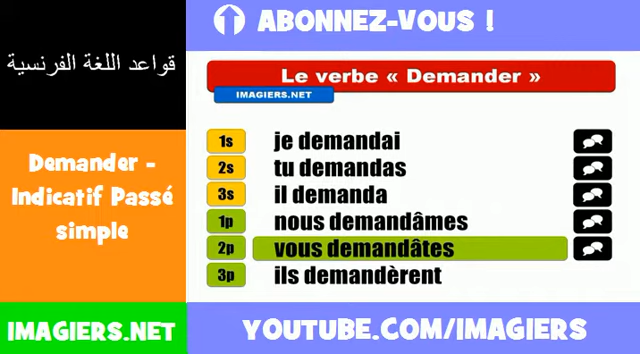 قواعد اللغة الفرنسية
Demander -
Indicatif Passé
simple
IMAGIERS.NET
ABONNEZ-VOUS !
Le verbe « Demander »
IMAGIERS.NET
1s je demandai
2s tu demandas
3s il demanda
1p nous demandâmes
2p vous demandâtes
3p ils demandèrent
YOUTUBE.COM/IMAGIERS